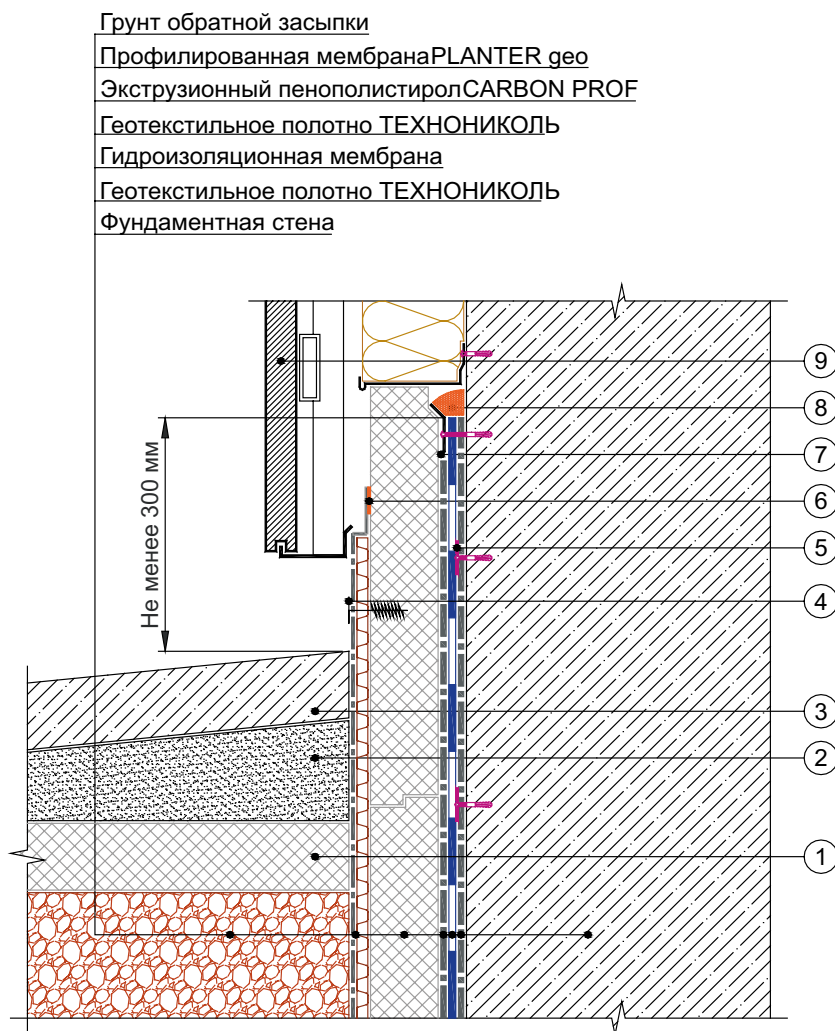 Грунт обратной засыпки
Профилированная мембранаPLANTER geo
Экструзионный пенополистиролCARBON PROF
Геотекстильное полотно ТЕХНОНИКОЛЬ
Гидроизоляционная мембрана
Геотекстильное полотно ТЕХНОНИКОЛЬ
Фундаментная стена
9
8
7
6
5
4
3
2
1
Не менее 300 мм